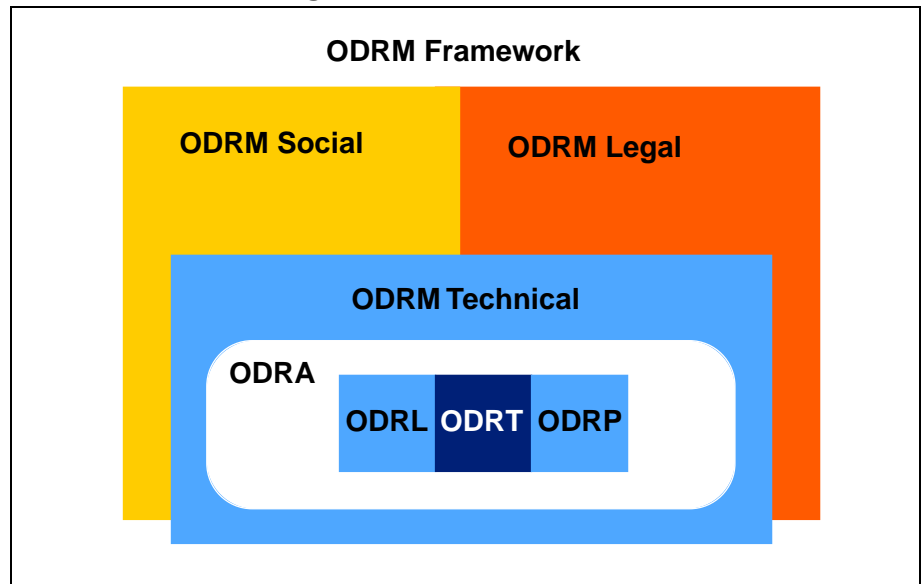 ODRM Framework
ODRM Social
ODRM Legal
ODRM Technical
ODRA
ODRL ODRT ODRP